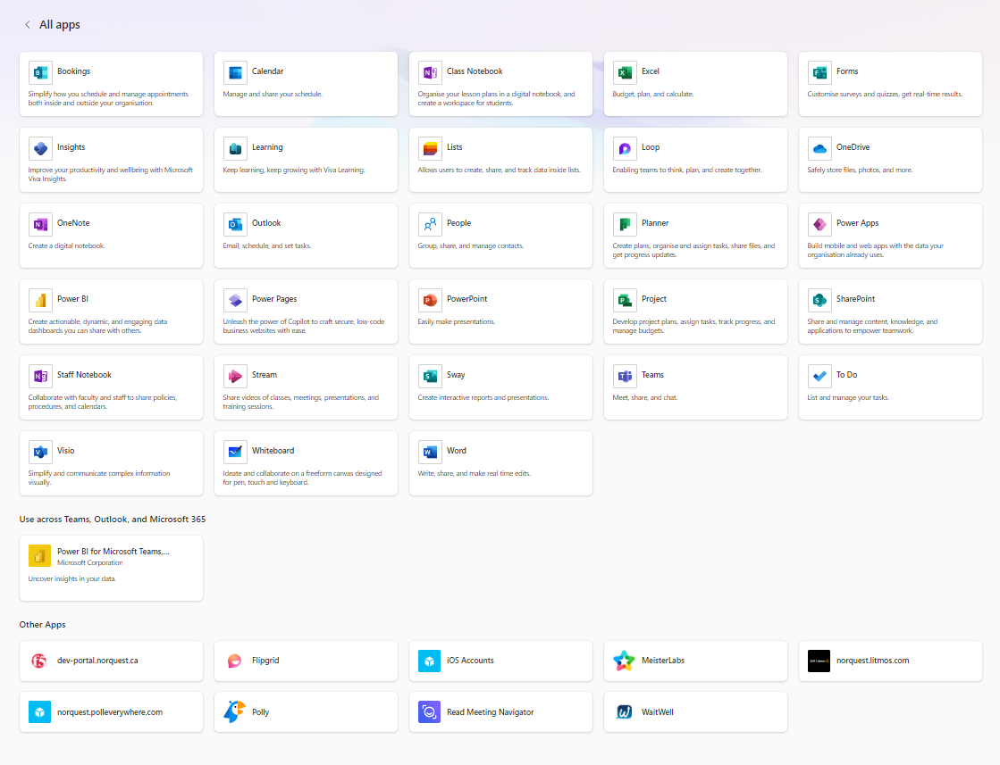 All apps
Bookings
Simplify how you schedule and manage appointments
both inside and outside your organisation.
Calendar
Manage and share your schedule.
Class Notebook
Organise your lesson plans in a digital notebook, and
create a workspace for students.
Excel
Budget, plan, and calculate.
Forms
Customise surveys and quizzes, get real-time results.
Insights
Improve your productivity and wellbeing with Microsoft
Viva Insights.
Learning
Keep learning, keep growing with Viva Learning.
Lists
Allows users to create, share, and track data inside lists.
Loop
Enabling teams to think, plan, and create together.
OneDrive
Safely store files, photos, and more.
OneNote
Create a digital notebook.
Outlook
Email, schedule, and set tasks.
People
Group, share, and manage contacts.
Planner
Create plans, organise and assign tasks, share files, and
get progress updates.
Power Apps
Build mobile and web apps with the data your
organisation already uses.
Power BI
Create actionable, dynamic, and engaging data
dashboards you can share with others.
Power Pages
Unleash the power of Copilot to craft secure, low-code
business websites with ease.
PowerPoint
Easily make presentations.
Project
Develop project plans, assign tasks, track progress, and
manage budgets.
SharePoint
Share and manage content, knowledge, and
applications to empower teamwork.
Staff Notebook
Collaborate with faculty and staff to share policies,
procedures, and calendars.
Stream
Share videos of classes, meetings, presentations, and
training sessions.
Sway
Create interactive reports and presentations.
Teams
Meet, share, and chat.
To Do
List and manage your tasks.
Visio
Simplify and communicate complex information
visually.
Whiteboard
Ideate and collaborate on a freeform canvas designed
for pen, touch and keyboard.
Word
Write, share, and make real time edits.
Use across Teams, Outlook, and Microsoft 365
Power BI for Microsoft Teams,...
Microsoft Corporation
Uncover insights in your data.
Other Apps
dev-portal.norquest.ca
Flipgrid
iOS Accounts
MeisterLabs
norquest.litmos.com
norquest.polleverywhere.com
Polly
Read Meeting Navigator
WaitWell